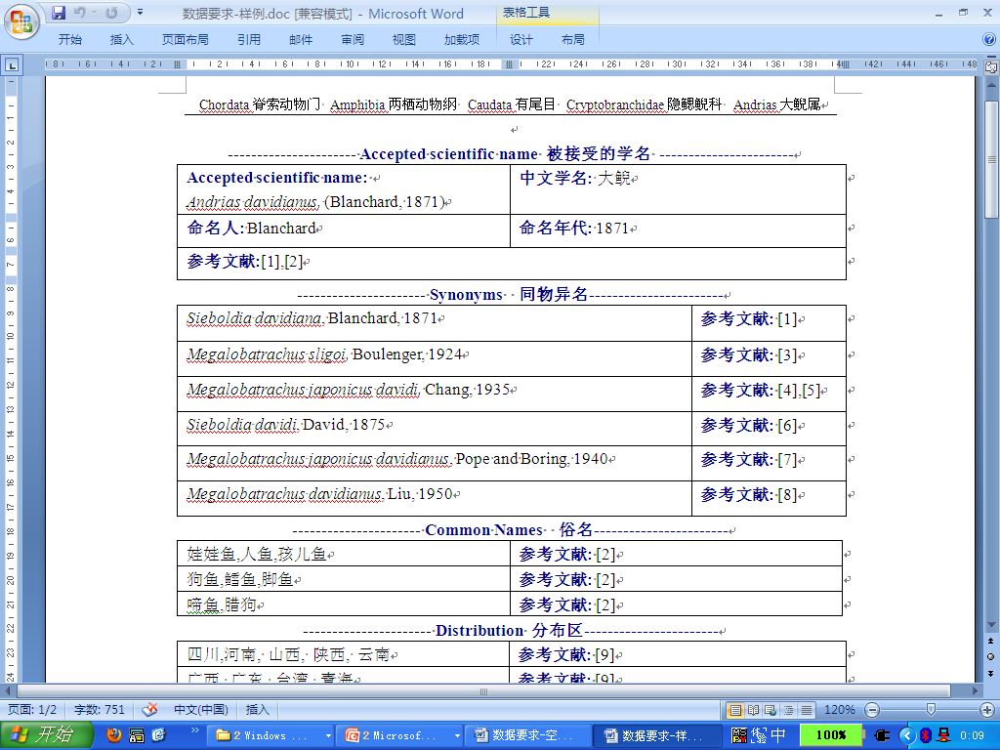 数据要求-样例.doc [兼容模式] - Microsoft Word 表格工具
开始 插入 页面布局 引用 邮件 审阅 视图 加载项 设计 布局
Chordata 脊索动物门 Amphibia 两栖动物纲 Caudata 有尾目 Cryptobranchidae 隐鳃鲵科 Andrias 大鲵属
---------------------- Accepted scientific name 被接受的学名 -----------------------
Accepted scientific name: 中文学名: 大鲵
Andrias davidianus, (Blanchard, 1871)
命名人: Blanchard 命名年代: 1871
参考文献:[1],[2]
---------------------- Synonyms 同物异名-----------------------
Sieboldia davidiana, Blanchard, 1871 参考文献: [1]
Megalobatrachus sligoi, Boulenger, 1924 参考文献: [3]
Megalobatrachus japonicus davidi, Chang, 1935 参考文献: [4],[5]
Sieboldia davidi, David, 1875 参考文献: [6]
Megalobatrachus japonicus davidianus, Pope and Boring, 1940 参考文献: [7]
Megalobatrachus davidianus, Liu, 1950 参考文献: [8]
---------------------- Common Names 俗名-----------------------
娃娃鱼,人鱼,孩儿鱼 参考文献: [2]
狗鱼,鳕鱼,脚鱼 参考文献: [2]
啼鱼,腊狗 参考文献: [2]
---------------------- Distribution 分布区-----------------------
四川,河南, 山西, 陕西, 云南 参考文献: [9]
广西, 广东, 台湾, 青海 参考文献: [9]
页面: 1/2 字数: 751 中文(中国) 插入 120%
开始 2 Windows ... 2 Microsof... 数据要求-空... 数据要求-样... 中 100% 0:09